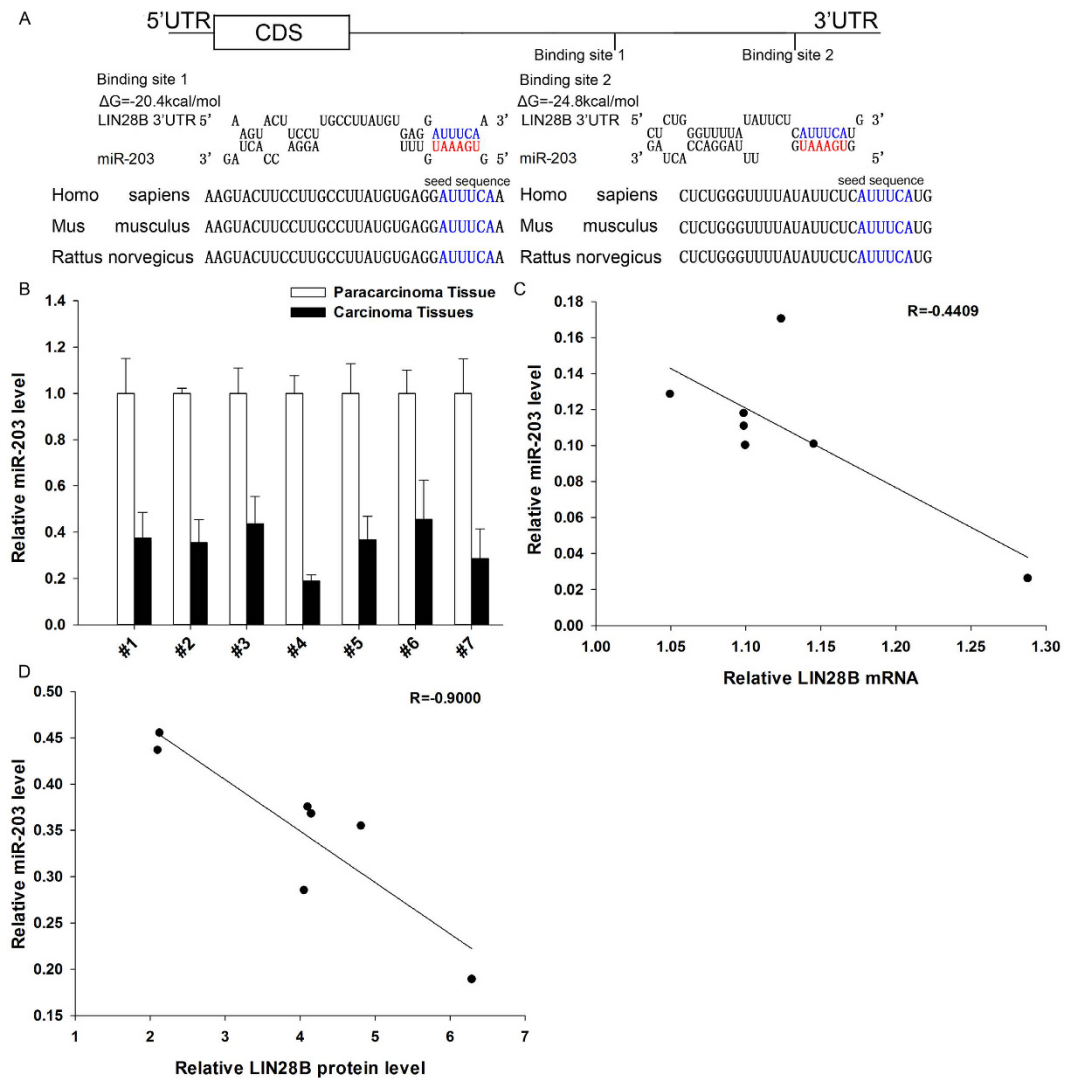 A
5'UTR
CDS
3'UTR
Binding site 1
Binding site 2
Binding site 1
ΔG=-20.4kcal/mol
LIN28B 3'UTR 5' A ACU UGCCUUAUGU G A 3'
AGU UCCU GAG AUUUCA
UCA AGGA UUU UAAAGU
miR-203 3' GA CC G G 5'
Binding site 2
ΔG=-24.8kcal/mol
LIN28B 3'UTR 5' CUG UAUUCU G 3'
CU GGUUUUA CAUUUCAU
GA CCAGGAU GUAAAGUG
miR-203 3' UCA UU 5'
seed sequence
Homo sapiens AAGUACUUCCUUGCCUUAUGUGAGGAUUUCAA
Mus musculus AAGUACUUCCUUGCCUUAUGUGAGGAUUUCAA
Rattus norvegicus AAGUACUUCCUUGCCUUAUGUGAGGAUUUCAA
seed sequence
Homo sapiens CUCUGGGUUUUAUAUUCUCAUUUCAUG
Mus musculus CUCUGGGUUUUAUAUUCUCAUUUCAUG
Rattus norvegicus CUCUGGGUUUUAUAUUCUCAUUUCAUG
B
Paracarcinoma Tissue
Carcinoma Tissues
Relative miR-203 level
1.4
1.2
1.0
0.8
0.6
0.4
0.2
0.0
#1 #2 #3 #4 #5 #6 #7
C
R=-0.4409
Relative miR-203 level
0.18
0.16
0.14
0.12
0.10
0.08
0.06
0.04
0.02
0.00
1.00 1.05 1.10 1.15 1.20 1.25 1.30
Relative LIN28B mRNA
D
R=-0.9000
Relative miR-203 level
0.50
0.45
0.40
0.35
0.30
0.25
0.20
0.15
1 2 3 4 5 6 7
Relative LIN28B protein level